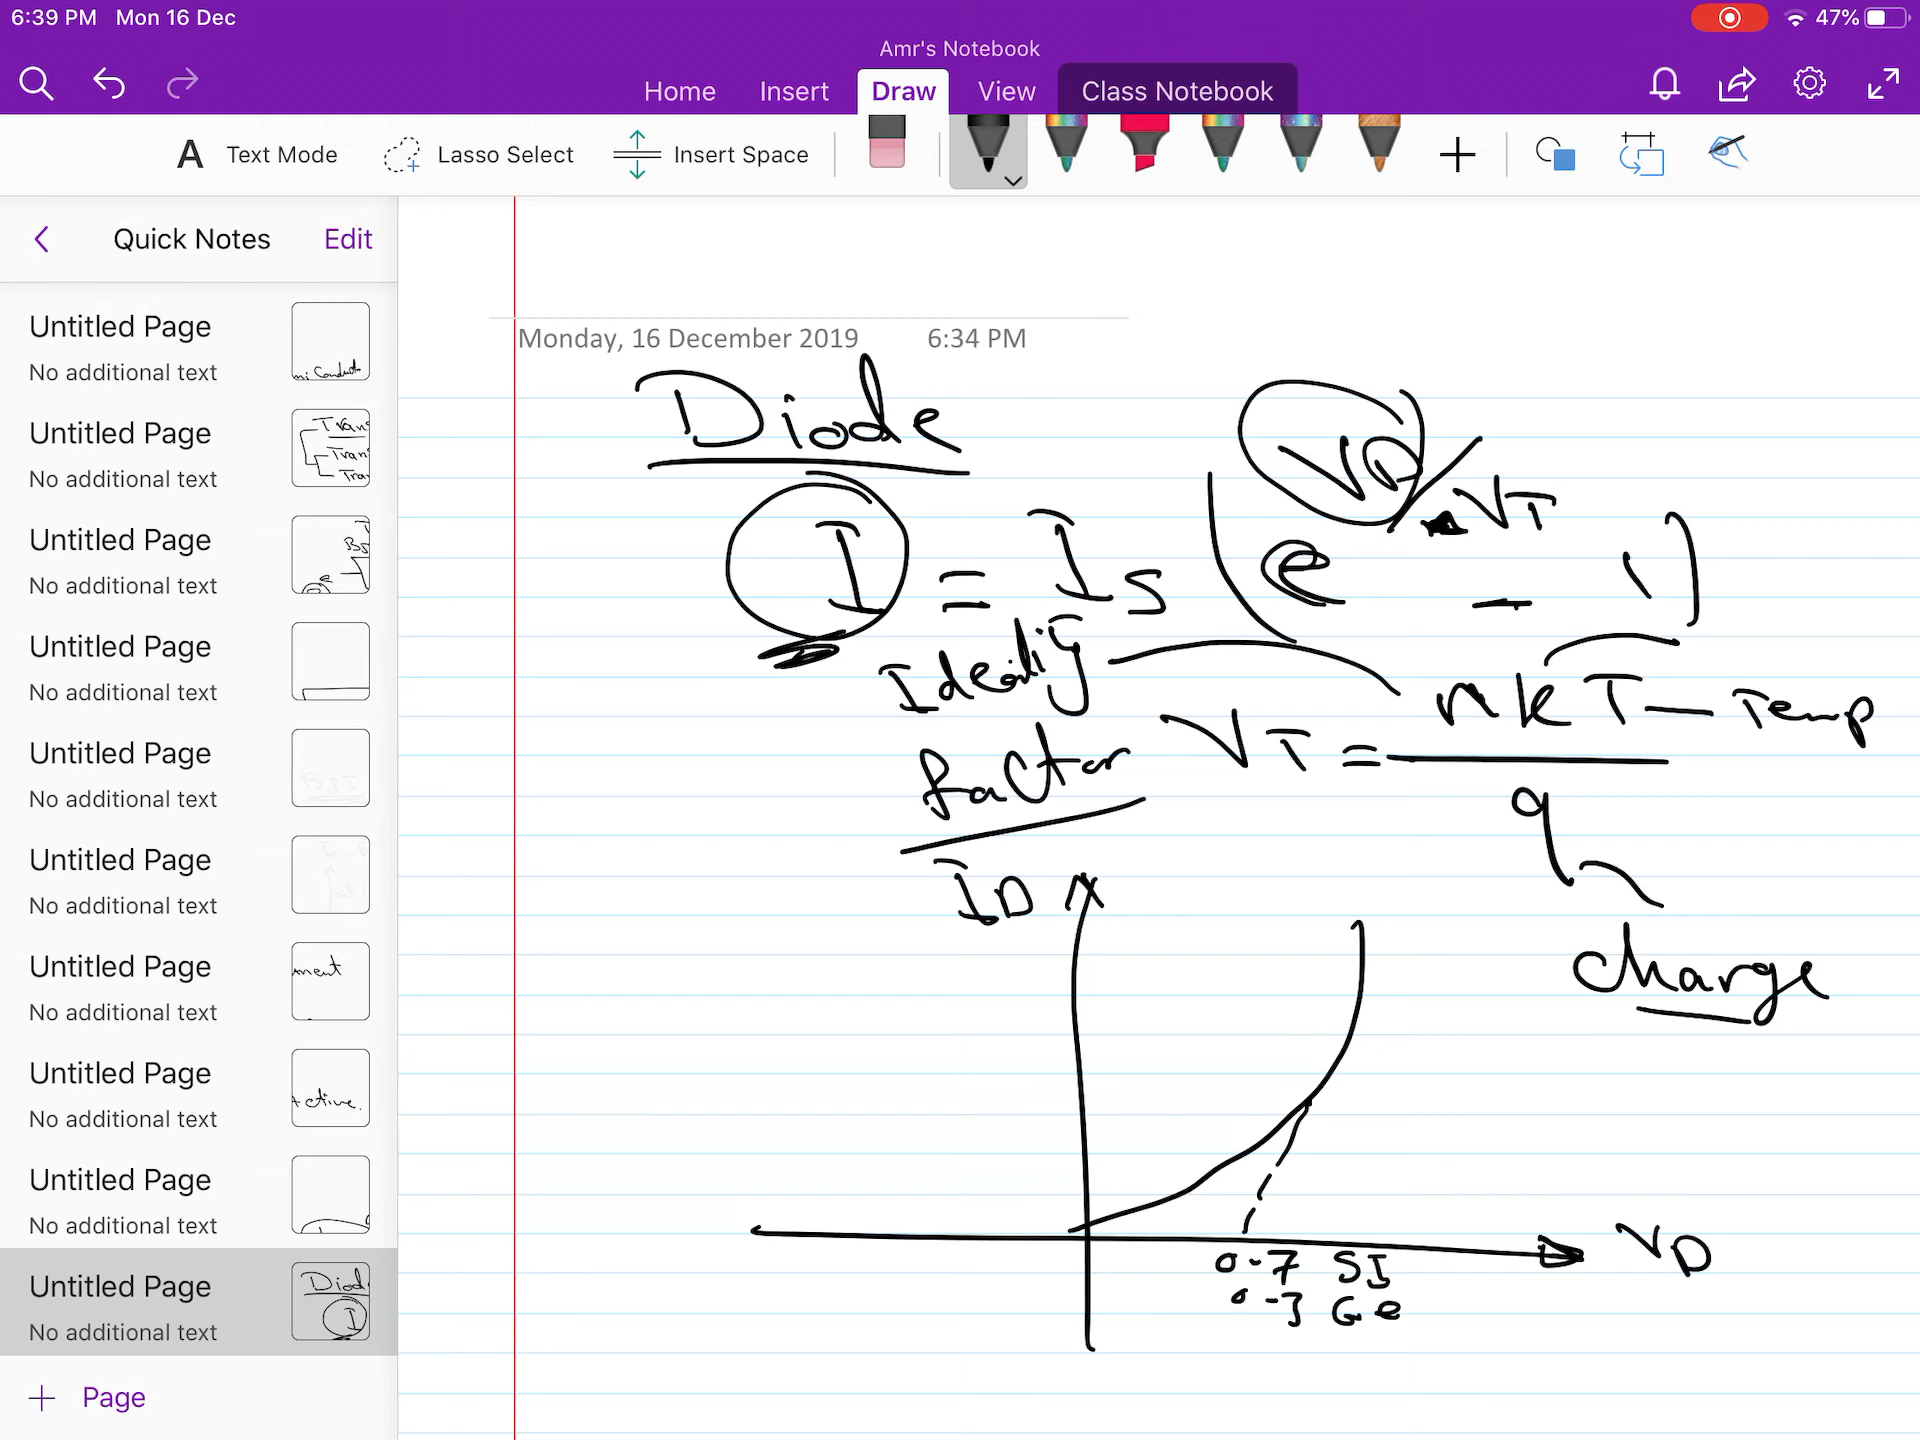 6:39 PM Mon 16 Dec 47%
Amr's Notebook
Home Insert Draw View Class Notebook
A Text Mode Lasso Select Insert Space
Quick Notes Edit
Untitled Page
No additional text
Untitled Page
No additional text
Untitled Page
No additional text
Untitled Page
No additional text
Untitled Page
No additional text
Untitled Page
No additional text
Untitled Page
No additional text
Untitled Page
No additional text
Untitled Page
No additional text
Untitled Page
No additional text
Page
Monday, 16 December 2019 6:34 PM
Diode
I = Is (e VD/VT - 1)
Ideality
factor
VT = nkT Temp
q
charge
ID
VD
0.7 SI
0.3 Ge